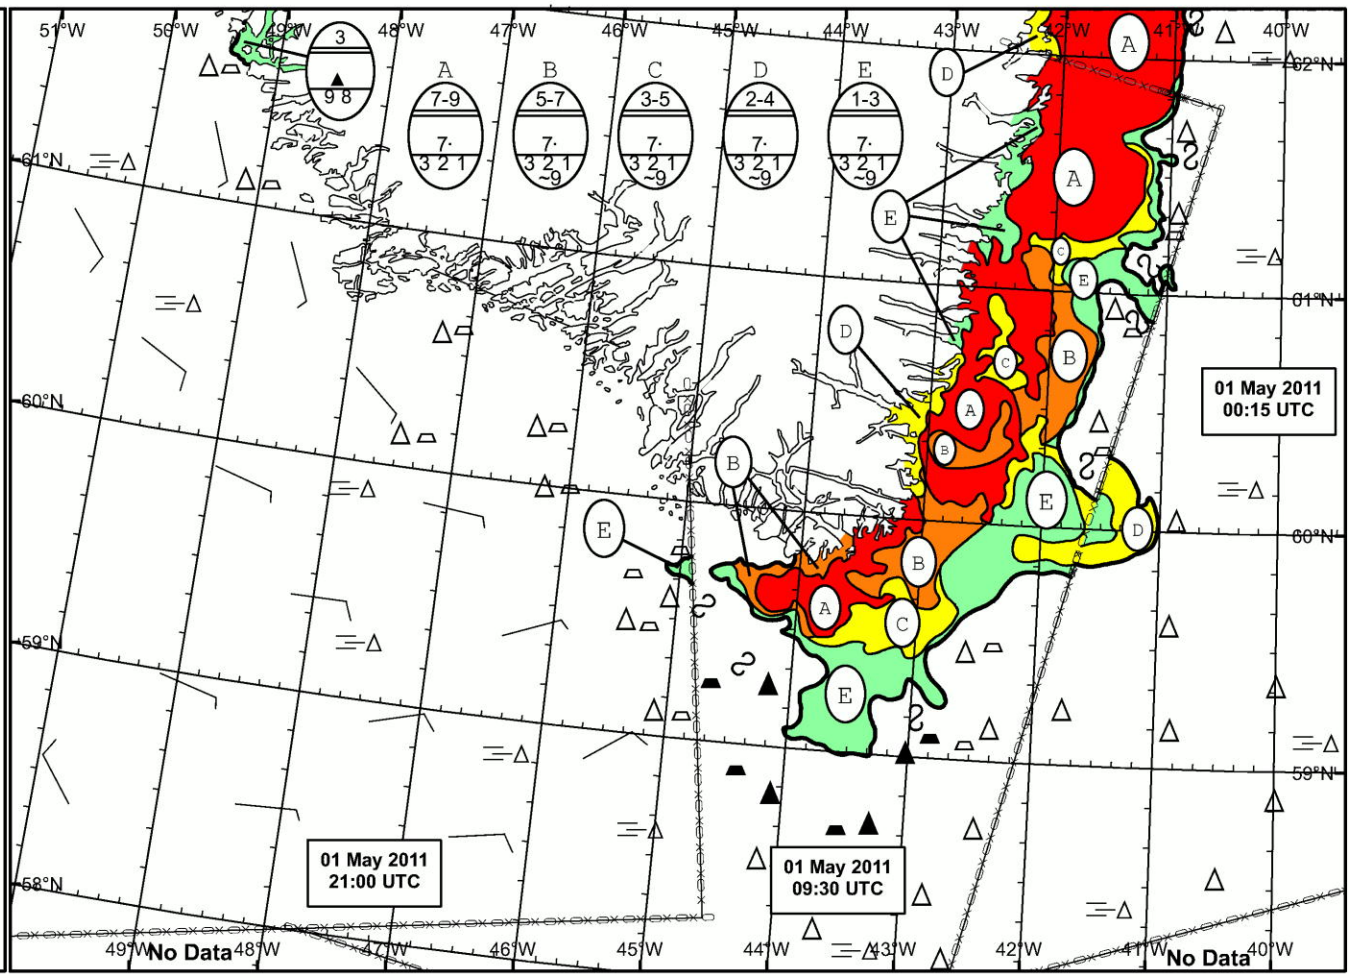 51°W 50°W 49°W 48°W 47°W 46°W 45°W 44°W 43°W 42°W 41°W 40°W
3
9 8
A B C D E
7-9 5-7 3-5 2-4 1-3
7· 7· 7· 7· 7·
3 2 1 3 2 1 3 2 1 3 2 1 3 2 1
~9 ~9 ~9 ~9
D
A
62°N
61°N
A
E
C
E
61°N
D
B
C
01 May 2011
00:15 UTC
60°N
A
B
B
E
E
D
60°N
B
A
C
59°N
E
59°N
01 May 2011
21:00 UTC
01 May 2011
09:30 UTC
58°N
49°W 48°W 47°W 46°W 45°W 44°W 43°W 42°W 41°W 40°W
No Data
No Data